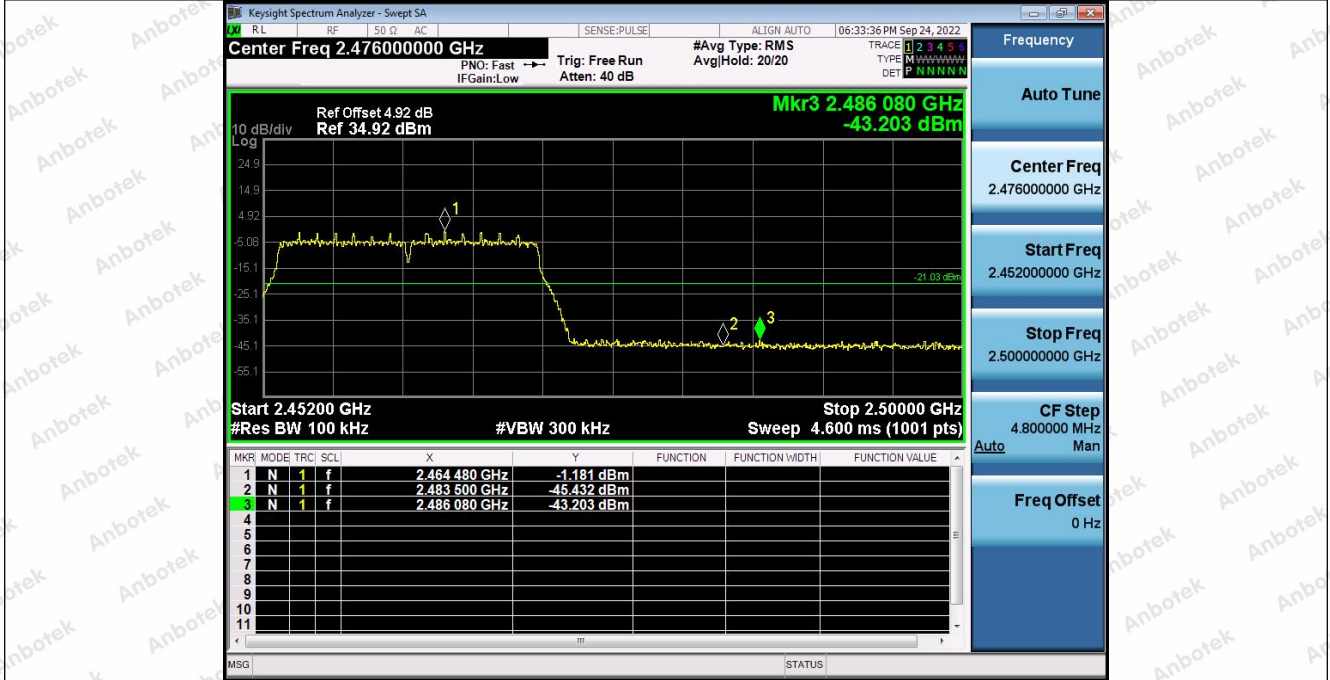 Keysight Spectrum Analyzer - Swept SA
LXI RL RF 50 Ω AC SENSE:PULSE ALIGN AUTO 06:33:36 PM Sep 24, 2022
Center Freq 2.476000000 GHz
PNO: Fast
IFGain:Low
Trig: Free Run
Atten: 40 dB
#Avg Type: RMS
Avg|Hold: 20/20
TRACE 1 2 3 4 5 6
TYPE M W W W W W
DET P N N N N N
Ref Offset 4.92 dB
Ref 34.92 dBm
10 dB/div
Log
Mkr3 2.486 080 GHz
-43.203 dBm
24.9
14.9
4.92
-5.08
-15.1
-25.1
-35.1
-45.1
-55.1
1
2
3
-21.03 dBm
Start 2.45200 GHz
Stop 2.50000 GHz
#Res BW 100 kHz
#VBW 300 kHz
Sweep 4.600 ms (1001 pts)
MKR MODE TRC SCL X Y FUNCTION FUNCTION WIDTH FUNCTION VALUE
1 N 1 f 2.464 480 GHz -1.181 dBm
2 N 1 f 2.483 500 GHz -45.432 dBm
3 N 1 f 2.486 080 GHz -43.203 dBm
4
5
6
7
8
9
10
11
MSG
STATUS
Frequency
Auto Tune
Center Freq
2.476000000 GHz
Start Freq
2.452000000 GHz
Stop Freq
2.500000000 GHz
CF Step
4.800000 MHz
Auto Man
Freq Offset
0 Hz
Anbotek